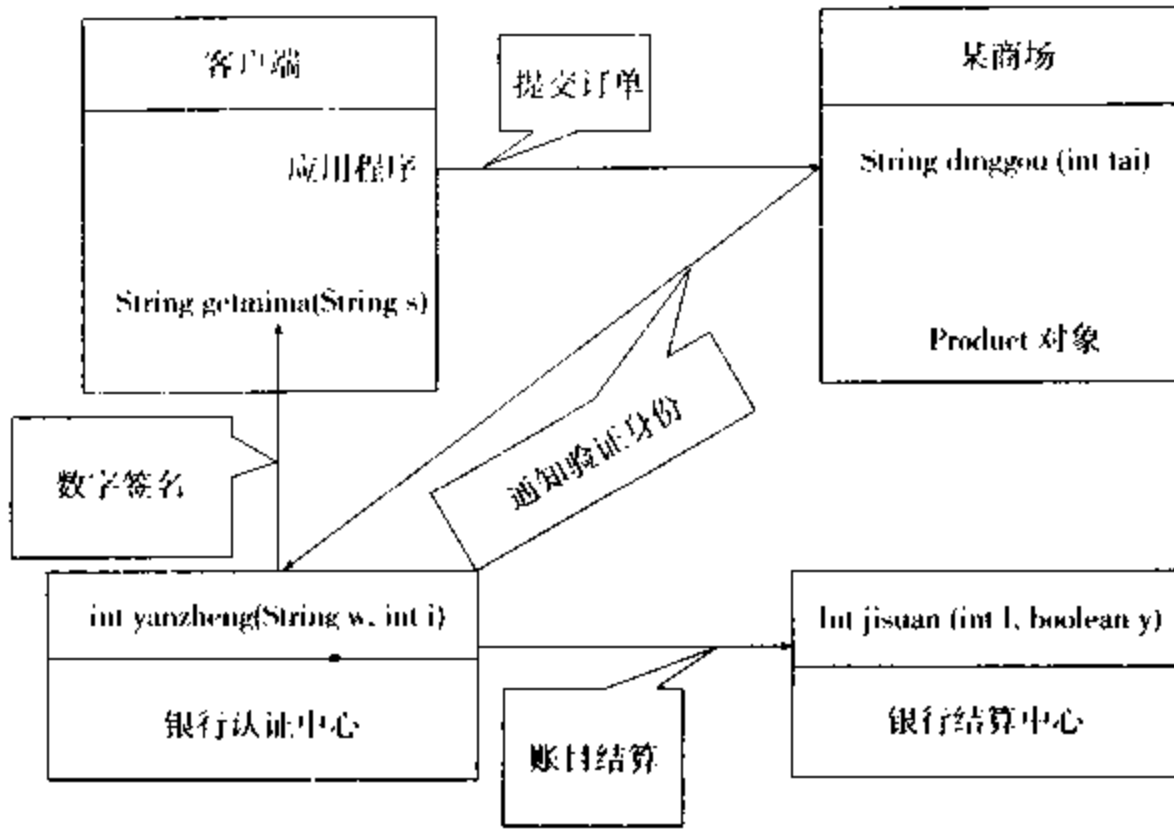 客户端
提交订单
某商场
应用程序
String dinggou (int tai)
String getmima(String s)
Product 对象
通知验证身份
数字签名
int yanzheng(String w, int i)
Int jisuan (int l, boolean y)
银行认证中心
账目结算
银行结算中心